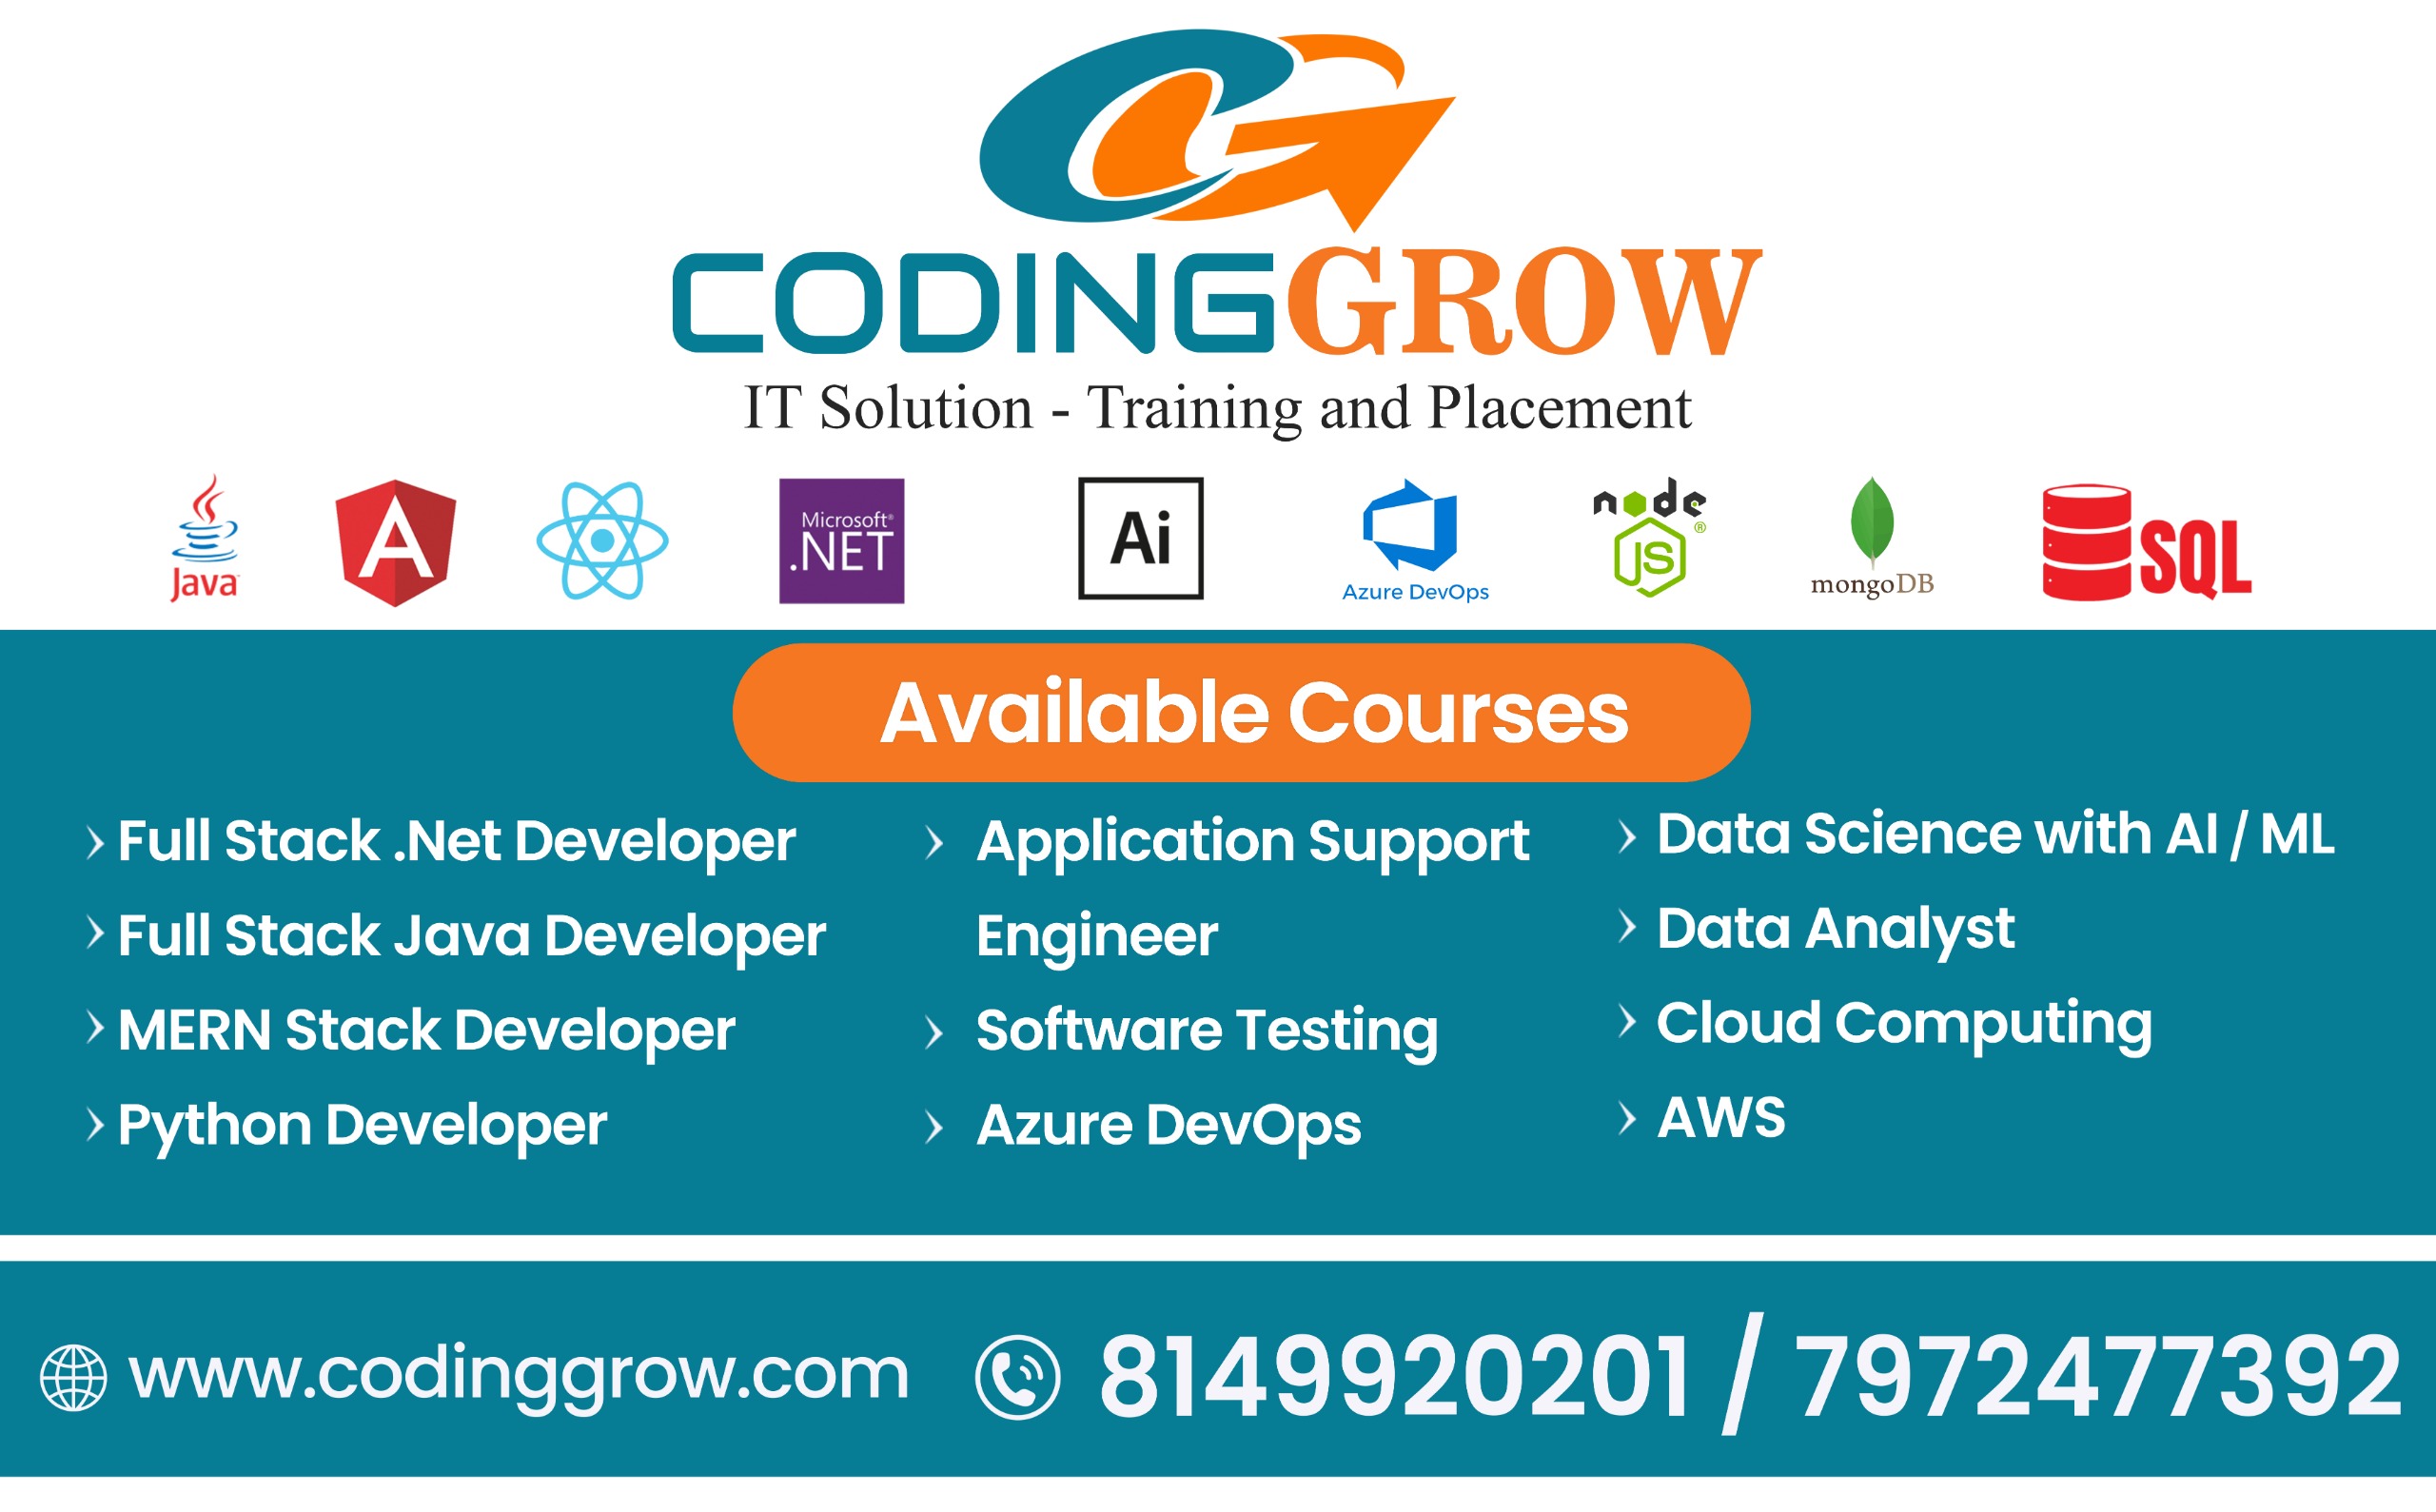 CODINGGROW
IT Solution - Training and Placement
Java
A
Microsoft®
.NET
Ai
Azure DevOps
node
JS®
mongoDB
SQL
Available Courses
Full Stack .Net Developer
Full Stack Java Developer
MERN Stack Developer
Python Developer
Application Support
Engineer
Software Testing
Azure DevOps
Data Science with AI / ML
Data Analyst
Cloud Computing
AWS
www.codinggrow.com
8149920201 / 7972477392